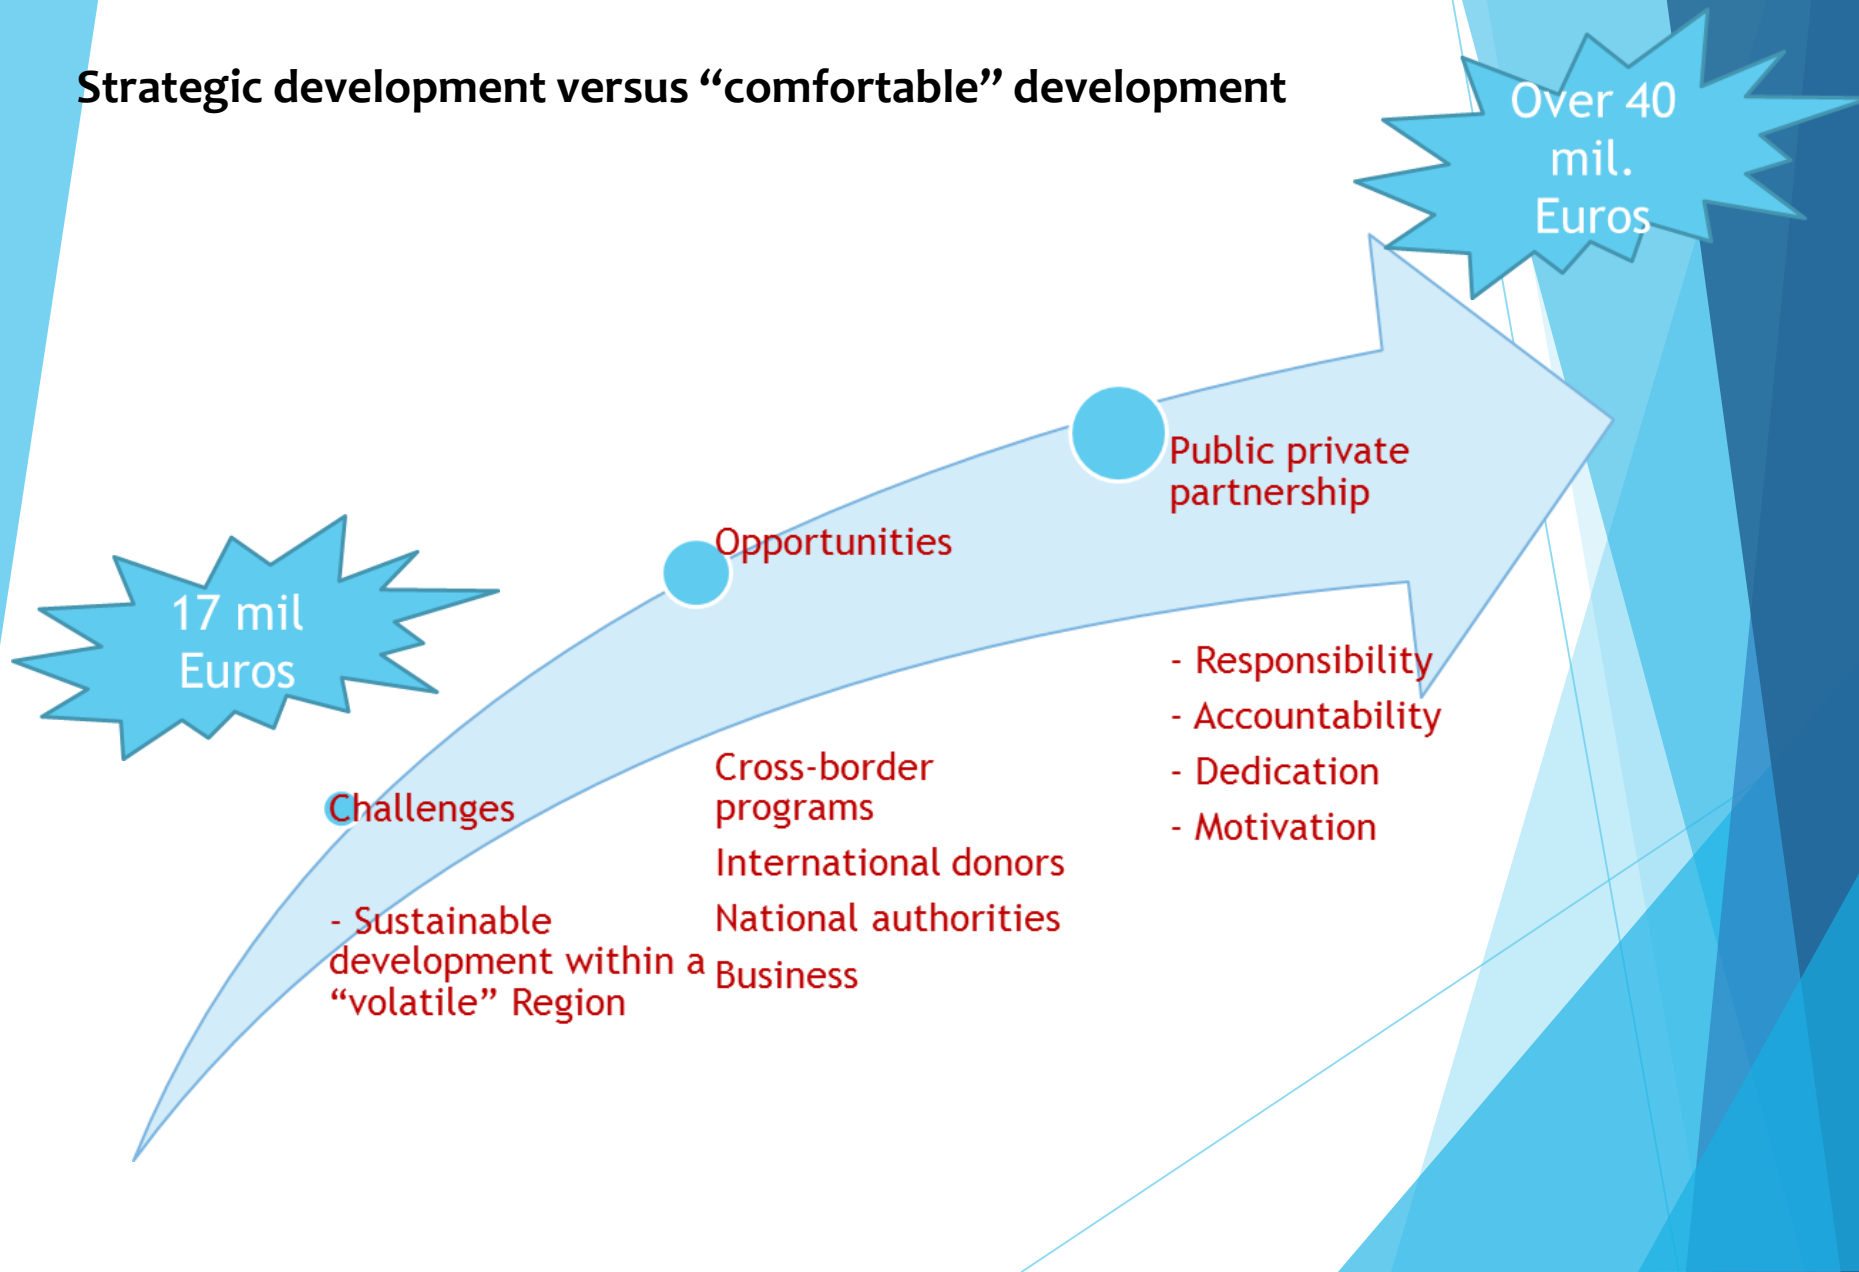 Strategic development versus “comfortable” development
Over 40
mil.
Euros
17 mil
Euros
Challenges
- Sustainable
development within a
“volatile” Region
Opportunities
Cross-border
programs
International donors
National authorities
Business
Public private
partnership
- Responsibility
- Accountability
- Dedication
- Motivation